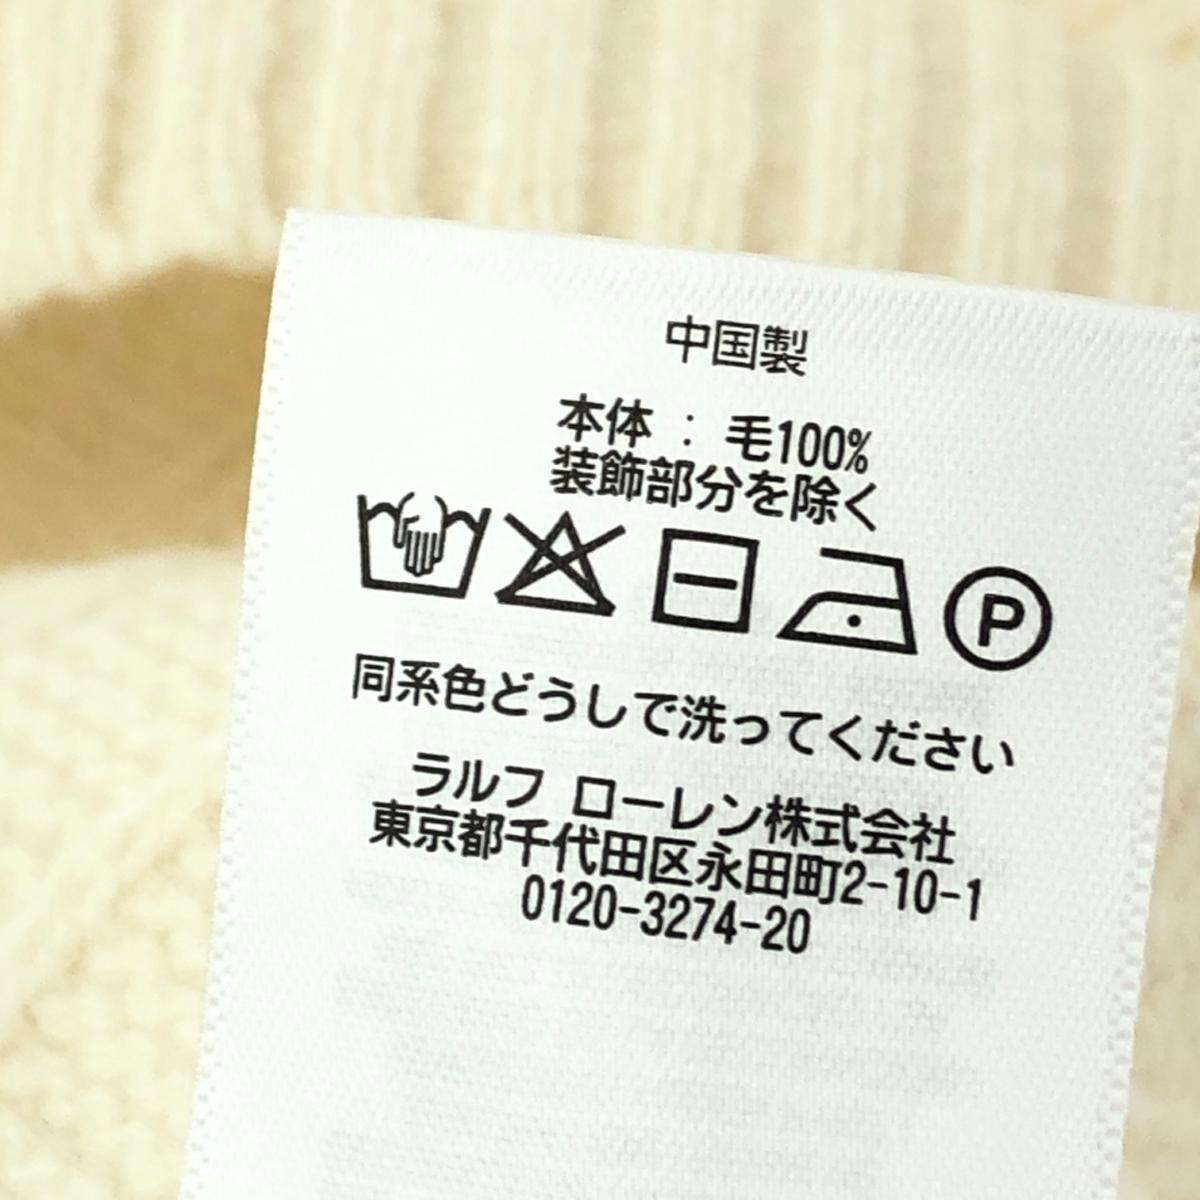 中国製
本体 : 毛100%
装飾部分を除く
P
同系色どうしで洗ってください
ラルフ ローレン株式会社
東京都千代田区永田町2-10-1
0120-3274-20